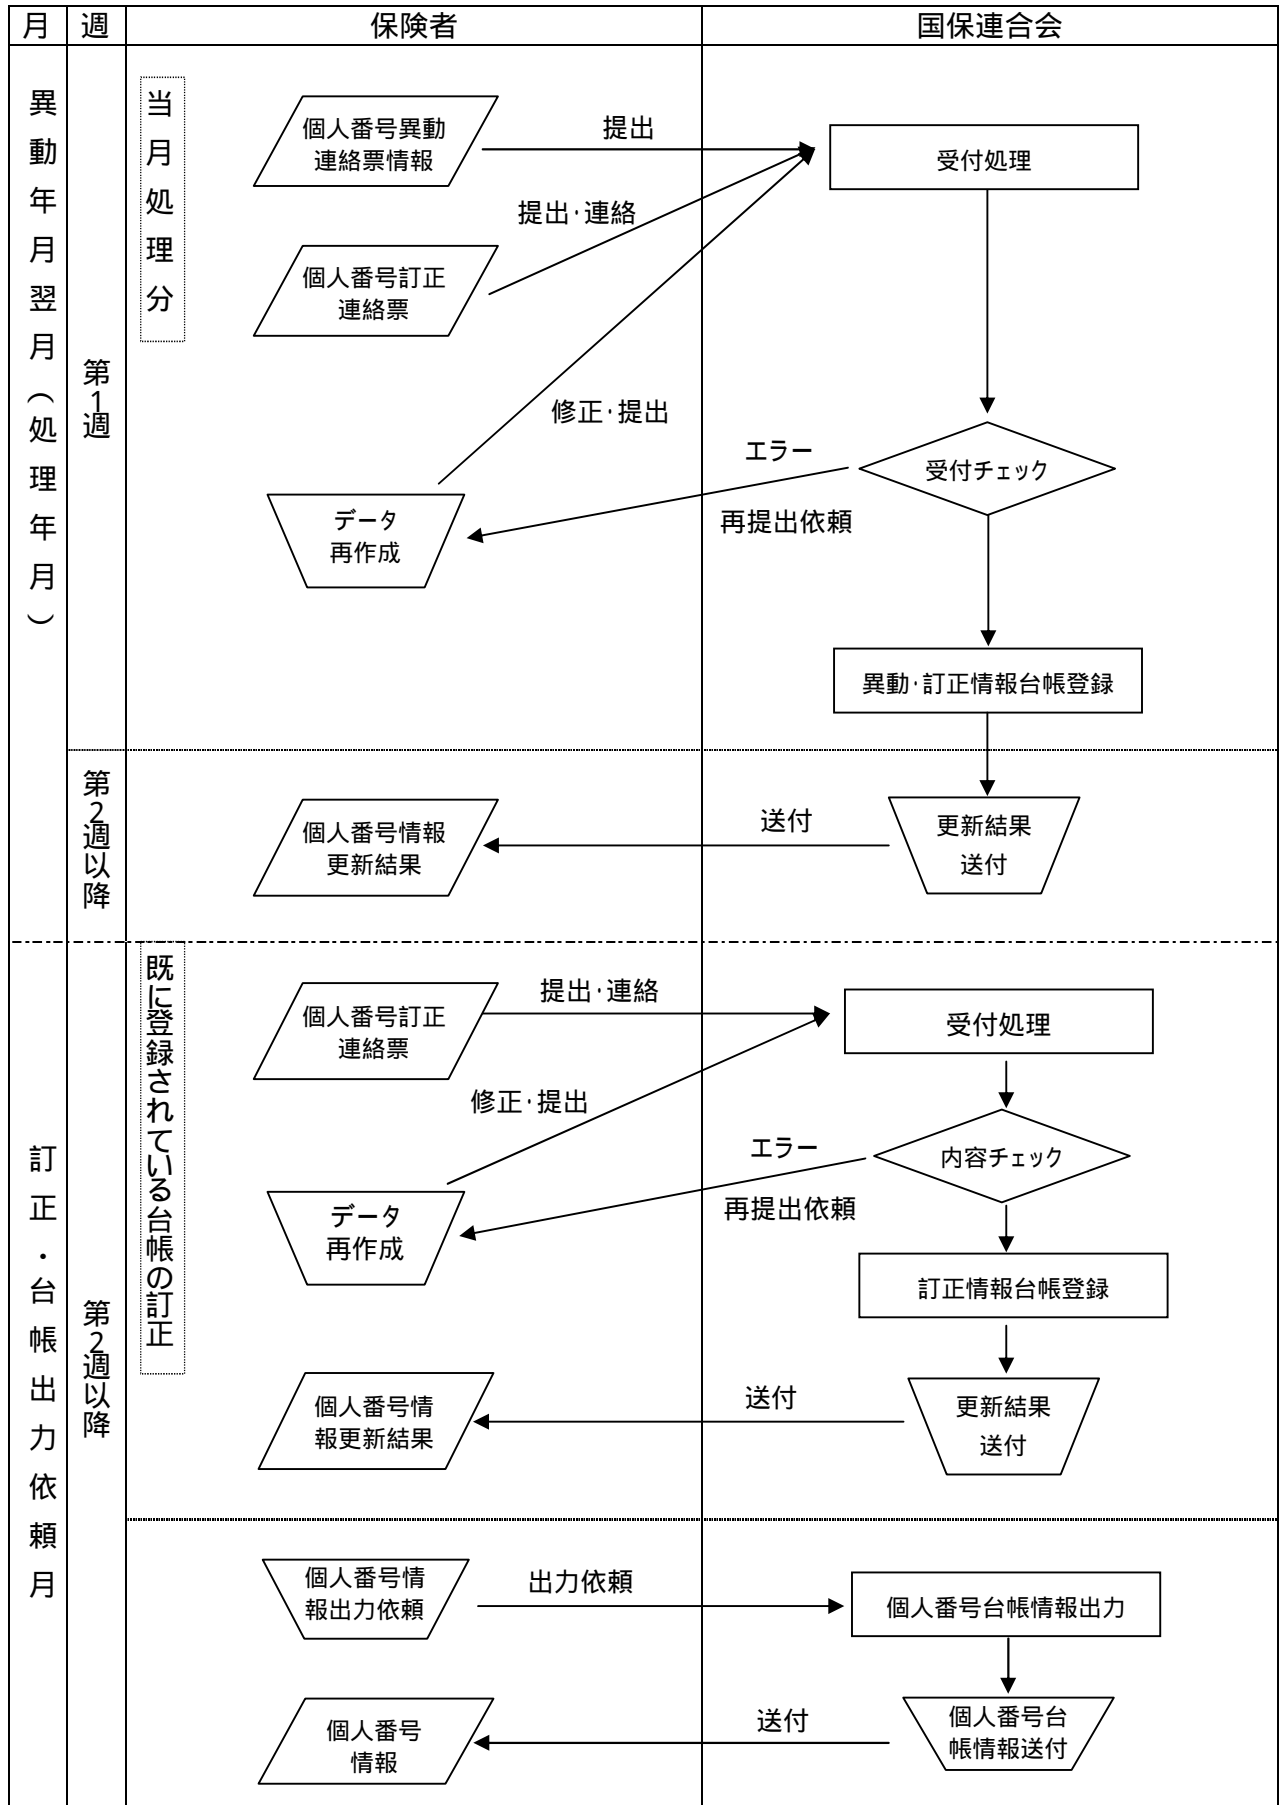 月
週
保険者
国保連合会
異動年月翌月（処理年月）
第1週
当月処理分
個人番号異動
連絡票情報
提出
受付処理
提出・連絡
個人番号訂正
連絡票
修正・提出
エラー
受付チェック
再提出依頼
データ
再作成
異動・訂正情報台帳登録
第2週以降
個人番号情報
更新結果
送付
更新結果
送付
訂正・台帳出力依頼月
第2週以降
既に登録されている台帳の訂正
個人番号訂正
連絡票
提出・連絡
受付処理
修正・提出
エラー
内容チェック
再提出依頼
データ
再作成
訂正情報台帳登録
個人番号情
報更新結果
送付
更新結果
送付
個人番号情
報出力依頼
出力依頼
個人番号台帳情報出力
個人番号
情報
送付
個人番号台
帳情報送付